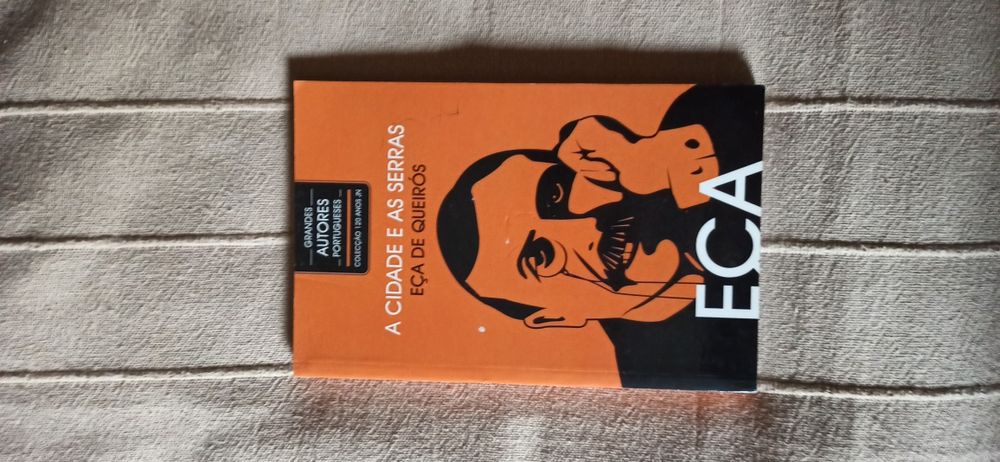 GRANDES
AUTORES
PORTUGUESES
COLECÇÃO 120 ANOS JN
A CIDADE E AS SERRAS
EÇA DE QUEIRÓS
EÇA